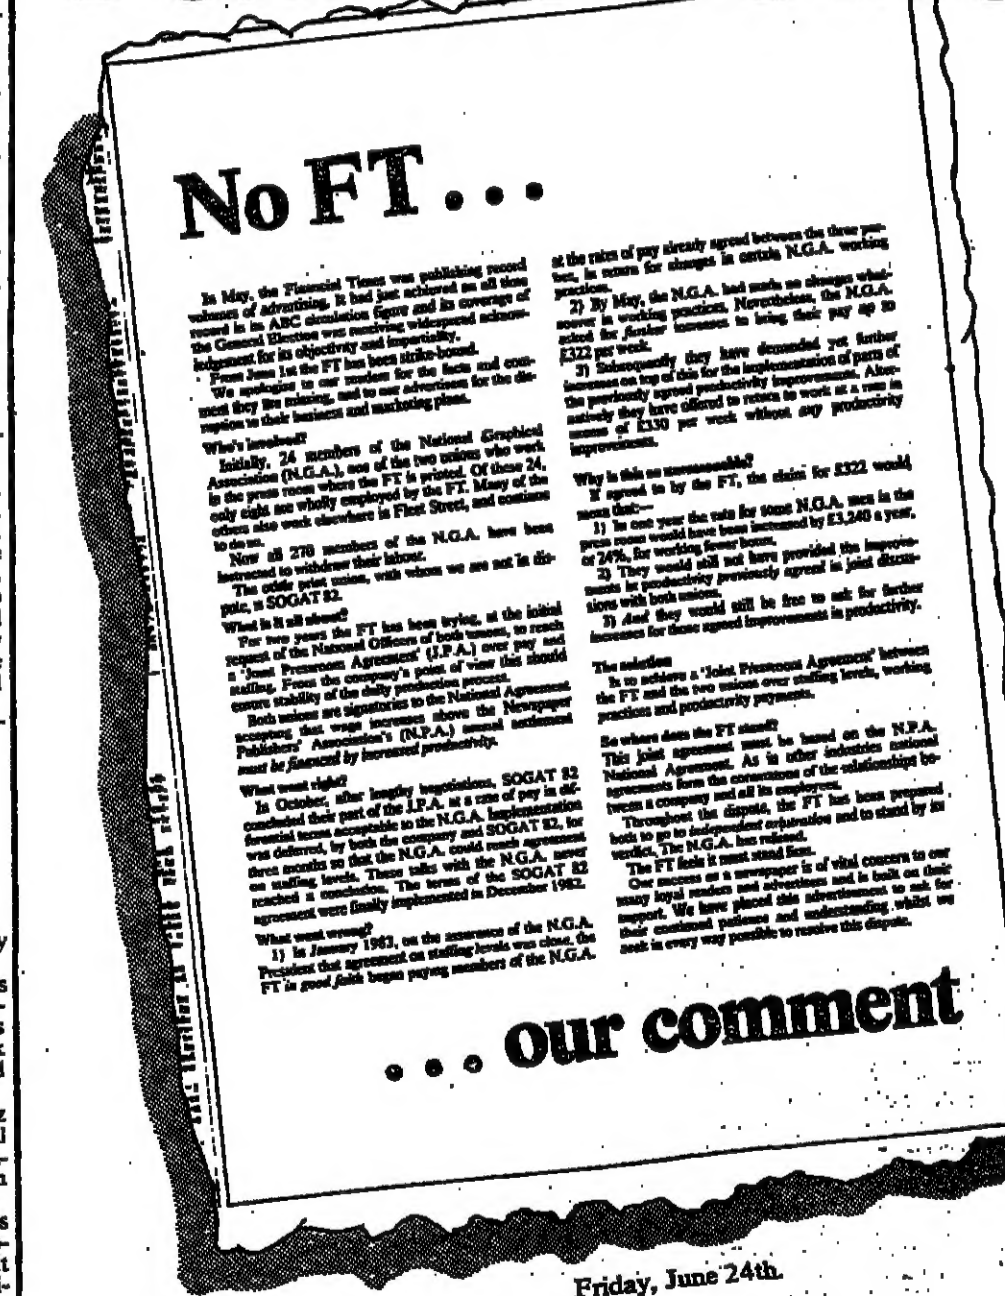 No FT...
In May, the Financial Times was publishing record
volumes of advertising. It had just achieved an all time
record in its ABC circulation figure and its coverage of
the General Election was receiving widespread acknow-
ledgement for its objectivity and impartiality.
From June 1st the FT has been strike-bound.
We apologise to our readers for the facts and com-
ment they are missing, and to our advertisers for the dis-
ruption to their business and marketing plans.
Who's involved?
Initially, 24 members of the National Graphical
Association (N.G.A.), one of the two unions who work
in the press room where the FT is printed. Of these 24,
only eight are wholly employed by the FT. Many of the
others also work elsewhere in Fleet Street, and continue
to do so.
Now all 270 members of the N.G.A. have been
instructed to withdraw their labour.
The other print union, with whom we are not in dis-
pute, is SOGAT 82.
What is it all about?
For two years the FT has been trying, at the initial
request of the National Officers of both unions, to reach
a 'Joint Pressroom Agreement' (J.P.A.) over pay and
staffing. From the company's point of view this should
ensure stability of the daily production process.
Both unions are signatories to the National Agreement
accepting that wage increases above the Newspaper
Publishers' Association's (N.P.A.) annual settlement
must be financed by increased productivity.
What went right?
In October, after lengthy negotiations, SOGAT 82
concluded their part of the J.P.A. at a rate of pay in dif-
ferential terms acceptable to the N.G.A. Implementation
was deferred, by both the company and SOGAT 82, for
three months so that the N.G.A. could reach agreement
on staffing levels. These talks with the N.G.A. never
reached a conclusion. The terms of the SOGAT 82
agreement were finally implemented in December 1982.
What went wrong?
1) In January 1983, on the assurance of the N.G.A.
President that agreement on staffing levels was close, the
FT in good faith began paying members of the N.G.A.
at the rates of pay already agreed between the three par-
ties, in return for changes in certain N.G.A. working
practices.
2) By May, the N.G.A. had made no changes what-
soever in working practices. Nevertheless, the N.G.A.
asked for further increases to bring their pay up to
£322 per week.
3) Subsequently they have demanded yet further
increases on top of this for the implementation of parts of
the previously agreed productivity improvements. Alter-
natively they have offered to return to work at a rate in
excess of £330 per week without any productivity
improvements.
Why is this so unreasonable?
If agreed to by the FT, the claim for £322 would
mean that:—
1) In one year the rate for some N.G.A. men in the
press room would have been increased by £3,240 a year,
or 24%, for working fewer hours.
2) They would still not have provided the improve-
ments in productivity previously agreed in joint discus-
sions with both unions.
3) And they would still be free to ask for further
increases for those agreed improvements in productivity.
The solution
Is to achieve a 'Joint Pressroom Agreement' between
the FT and the two unions over staffing levels, working
practices and productivity payments.
So where does the FT stand?
This joint agreement must be based on the N.P.A.
National Agreement. As in other industries national
agreements form the cornerstone of the relationships be-
tween a company and all its employees.
Throughout the dispute, the FT has been prepared
both to go to independent arbitration and to stand by its
verdict. The N.G.A. has refused.
The FT feels it must stand firm.
Our success as a newspaper is of vital concern to our
many loyal readers and advertisers and is built on their
support. We have placed this advertisement to ask for
their continued patience and understanding whilst we
seek in every way possible to resolve this dispute.
... our comment
Friday, June 24th.